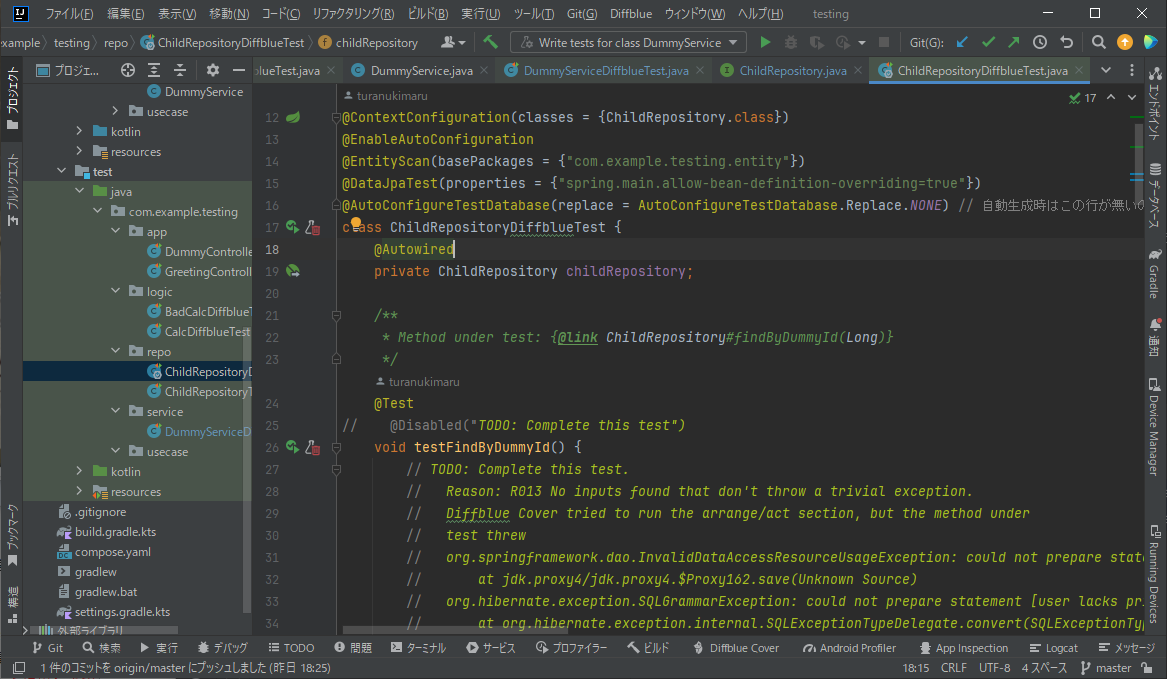 ファイル(F) 編集(E) 表示(V) 移動(N) コード(C) リファクタリング(R) ビルド(B) 実行(U) ツール(T) Git(G) Diffblue ウィンドウ(W) ヘルプ(H) testing
example testing repo ChildRepositoryDiffblueTest childRepository Write tests for class DummyService Git(G):
プロジェ... blueTest.java DummyService.java DummyServiceDiffblueTest.java ChildRepository.java ChildRepositoryDiffblueTest.java
プロジェクト
プルリクエスト
ブックマーク
構造
DummyService
usecase
kotlin
resources
test
java
com.example.testing
app
DummyControlle
GreetingControll
logic
BadCalcDiffblueT
CalcDiffblueTest
repo
ChildRepositoryD
ChildRepositoryT
service
DummyServiceD
usecase
kotlin
resources
.gitignore
build.gradle.kts
compose.yaml
gradlew
gradlew.bat
settings.gradle.kts
外部ライブラリ
turanukimaru
17
12 @ContextConfiguration(classes = {ChildRepository.class})
13 @EnableAutoConfiguration
14 @EntityScan(basePackages = {"com.example.testing.entity"})
15 @DataJpaTest(properties = {"spring.main.allow-bean-definition-overriding=true"})
16 @AutoConfigureTestDatabase(replace = AutoConfigureTestDatabase.Replace.NONE) // 自動生成時はこの行が無いの
17 class ChildRepositoryDiffblueTest {
18 @Autowired
19 private ChildRepository childRepository;
20
21 /**
22 * Method under test: {@link ChildRepository#findByDummyId(Long)}
23 */
turanukimaru
24 @Test
25 // @Disabled("TODO: Complete this test")
26 void testFindByDummyId() {
27 // TODO: Complete this test.
28 // Reason: R013 No inputs found that don't throw a trivial exception.
29 // Diffblue Cover tried to run the arrange/act section, but the method under
30 // test threw
31 // org.springframework.dao.InvalidDataAccessResourceUsageException: could not prepare state
32 // at jdk.proxy4/jdk.proxy4.$Proxy162.save(Unknown Source)
33 // org.hibernate.exception.SQLGrammarException: could not prepare statement [user lacks pri
34 // at org.hibernate.exception.internal.SQLExceptionTypeDelegate.convert(SQLExceptionTyp
エンドポイント
データベース
Gradle
通知
Device Manager
Running Devices
Git 検索 実行 デバッグ TODO 問題 ターミナル サービス プロファイラー ビルド Diffblue Cover Android Profiler App Inspection Logcat メッセージ
1 件のコミットを origin/master にプッシュしました (昨日 18:25) 18:15 CRLF UTF-8 4 スペース master